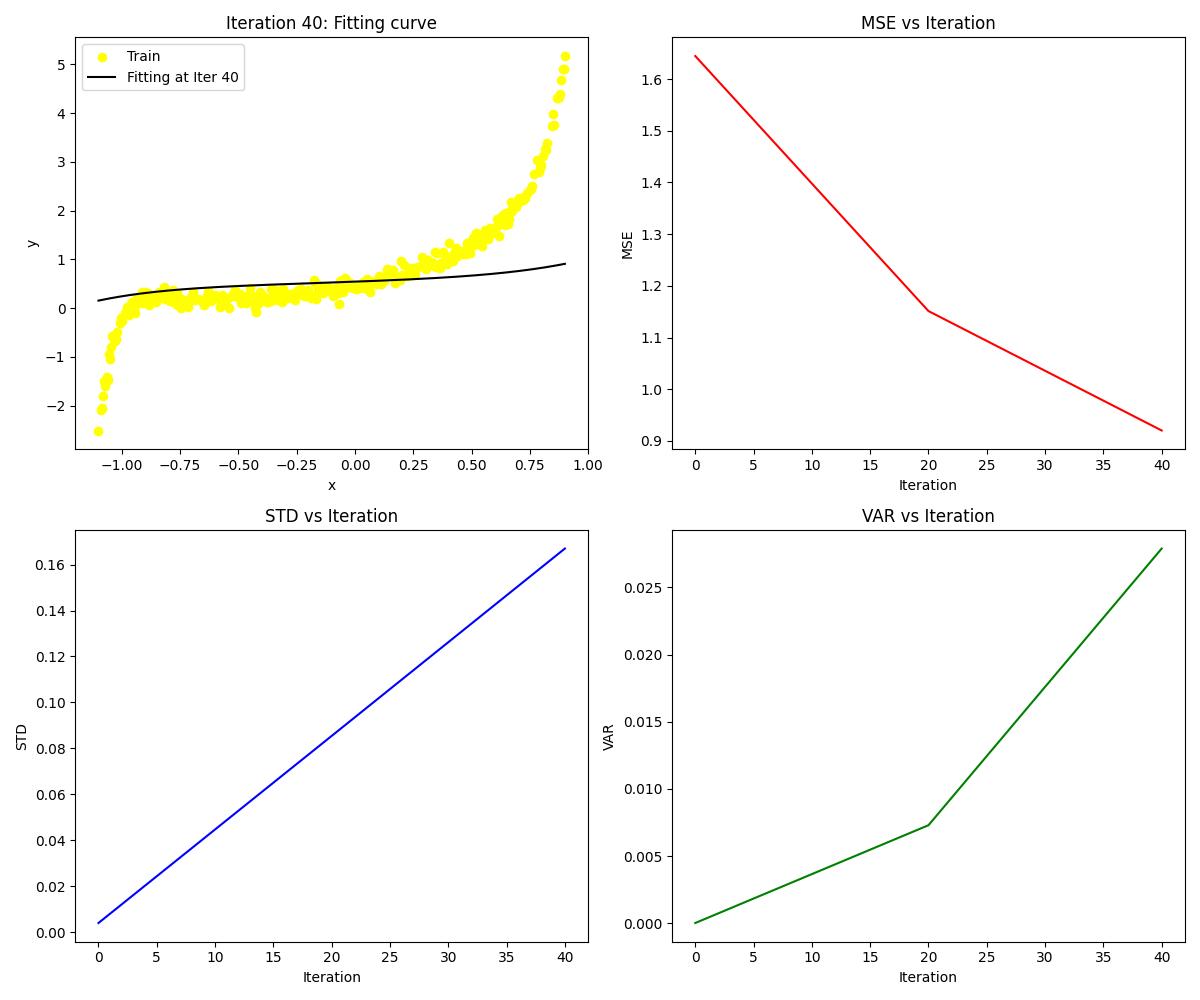 Iteration 40: Fitting curve
Train
Fitting at Iter 40
5
4
3
2
1
0
−1
−2
y
−1.00 −0.75 −0.50 −0.25 0.00 0.25 0.50 0.75 1.00
x
MSE vs Iteration
1.6
1.5
1.4
1.3
1.2
1.1
1.0
0.9
MSE
0 5 10 15 20 25 30 35 40
Iteration
STD vs Iteration
0.16
0.14
0.12
0.10
0.08
0.06
0.04
0.02
0.00
STD
0 5 10 15 20 25 30 35 40
Iteration
VAR vs Iteration
0.025
0.020
0.015
0.010
0.005
0.000
VAR
0 5 10 15 20 25 30 35 40
Iteration